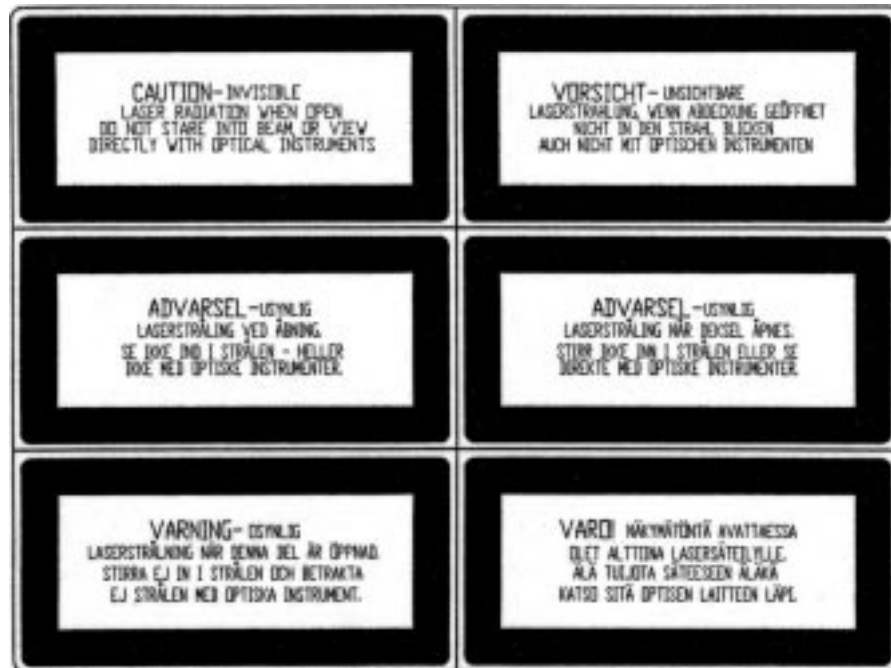 CAUTION-INVISIBLE
LASER RADIATION WHEN OPEN
DO NOT STARE INTO BEAM OR VIEW
DIRECTLY WITH OPTICAL INSTRUMENTS
VORSICHT-UNSICHTBARE
LASERSTRAHLUNG, WENN ABDECKUNG GEÖFFNET
NICHT IN DEN STRAHL BLICKEN
AUCH NICHT MIT OPTISCHEN INSTRUMENTEN
ADVARSEL-USYNLIG
LASERSTRÅLING VED ÅBNING.
SE IKKE IND I STRÅLEN - HELLER
IKKE MED OPTISKE INSTRUMENTER.
ADVARSEL-USYNLIG
LASERSTRÅLING NÅR DEKSEL ÅPNES.
STIRR IKKE INN I STRÅLEN ELLER SE
DIREKTE MED OPTISKE INSTRUMENTER.
VARNING-OSYNLIG
LASERSTRÅLNING NÄR DENNA DEL ÄR ÖPPNAD.
STIRRA EJ IN I STRÅLEN OCH BETRAKTA
EJ STRÅLEN MED OPTISKA INSTRUMENT.
VARO! NÄKYMÄTÖNTÄ AVATTAESSA
OLET ALTTIINA LASERSÄTEILYLLE.
ÄLÄ TUIJOTA SÄTEESEEN ÄLÄKÄ
KATSO SITÄ OPTISEN LAITTEEN LÄPI.